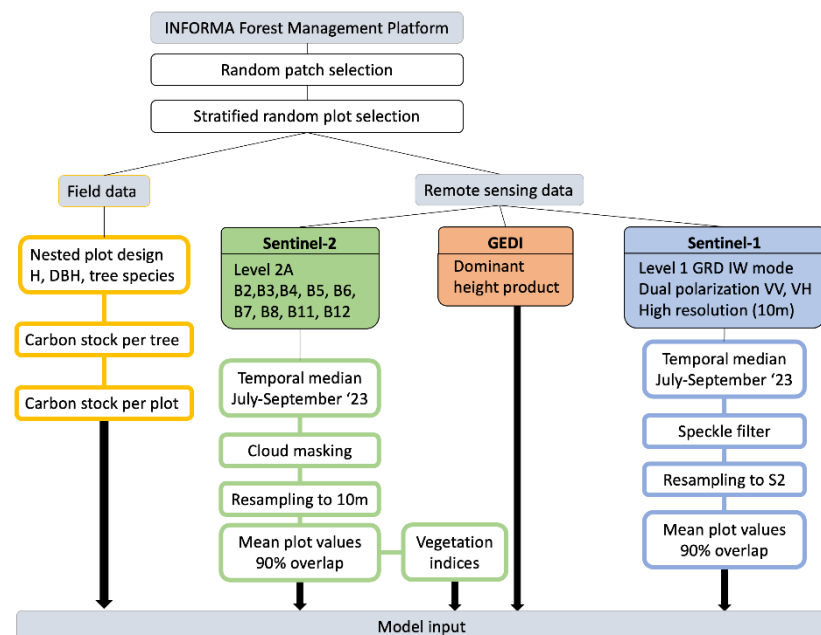 INFORMA Forest Management Platform
Random patch selection
Stratified random plot selection
Field data
Remote sensing data
Nested plot design
H, DBH, tree species
Carbon stock per tree
Carbon stock per plot
Sentinel-2
Level 2A
B2,B3,B4, B5, B6,
B7, B8, B11, B12
Temporal median
July-September ‘23
Cloud masking
Resampling to 10m
Mean plot values
90% overlap
Vegetation
indices
GEDI
Dominant
height product
Sentinel-1
Level 1 GRD IW mode
Dual polarization VV, VH
High resolution (10m)
Temporal median
July-September ‘23
Speckle filter
Resampling to S2
Mean plot values
90% overlap
Model input